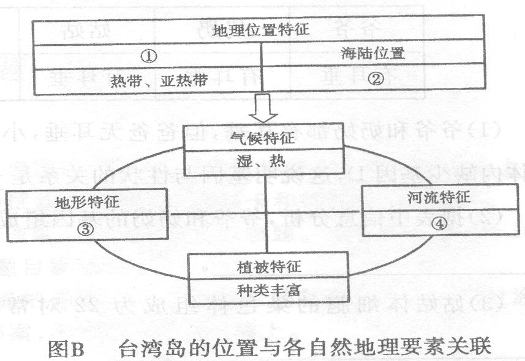 地理位置特征
① 海陆位置
热带、亚热带 ②
气候特征
湿、热
地形特征
③
河流特征
④
植被特征
种类丰富
图B 台湾岛的位置与各自然地理要素关联